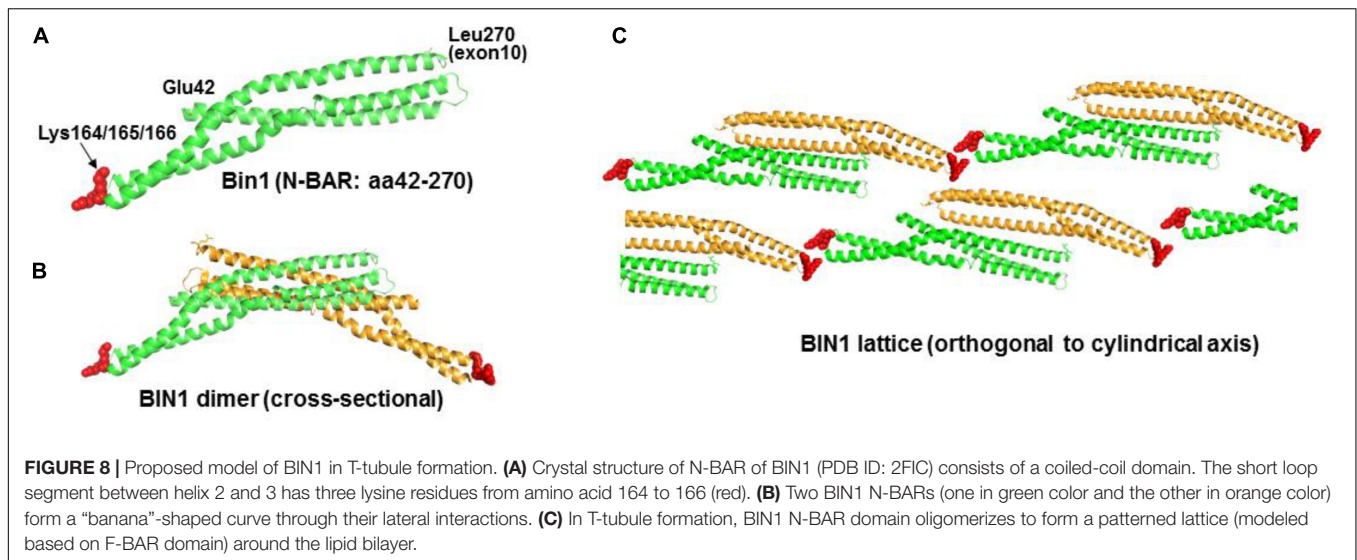 A
Leu270
(exon10)
Glu42
Lys164/165/166
Bin1 (N-BAR: aa42-270)
B
BIN1 dimer (cross-sectional)
C
BIN1 lattice (orthogonal to cylindrical axis)
FIGURE 8 | Proposed model of BIN1 in T-tubule formation. (A) Crystal structure of N-BAR of BIN1 (PDB ID: 2FIC) consists of a coiled-coil domain. The short loop
segment between helix 2 and 3 has three lysine residues from amino acid 164 to 166 (red). (B) Two BIN1 N-BARs (one in green color and the other in orange color)
form a “banana”-shaped curve through their lateral interactions. (C) In T-tubule formation, BIN1 N-BAR domain oligomerizes to form a patterned lattice (modeled
based on F-BAR domain) around the lipid bilayer.